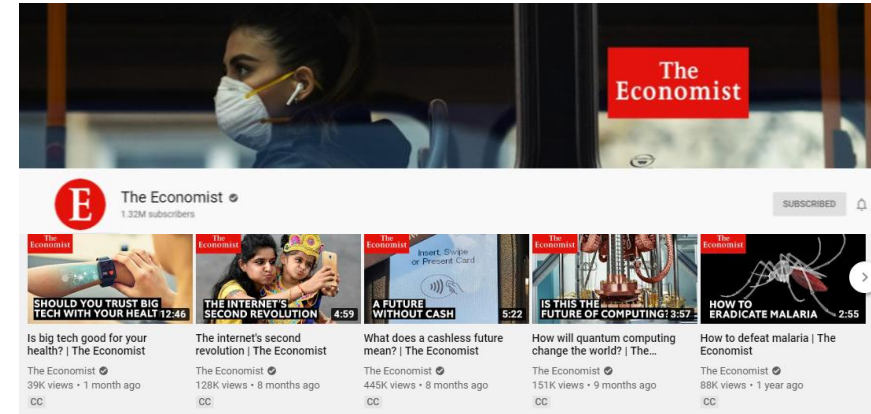 The
Economist
E
The Economist
1.32M subscribers
SUBSCRIBED
The
Economist
SHOULD YOU TRUST BIG
TECH WITH YOUR HEALT
12:46
Is big tech good for your
health? | The Economist
The Economist
39K views • 1 month ago
CC
The
Economist
THE INTERNET'S
SECOND REVOLUTION
4:59
The internet's second
revolution | The Economist
The Economist
128K views • 8 months ago
CC
The
Economist
Insert, Swipe
or Present Card
A FUTURE
WITHOUT CASH
5:22
What does a cashless future
mean? | The Economist
The Economist
445K views • 8 months ago
CC
The
Economist
IS THIS THE
FUTURE OF COMPUTING?
3:57
How will quantum computing
change the world? | The...
The Economist
151K views • 9 months ago
CC
The
Economist
HOW TO
ERADICATE MALARIA
2:55
How to defeat malaria | The
Economist
The Economist
88K views • 1 year ago
CC